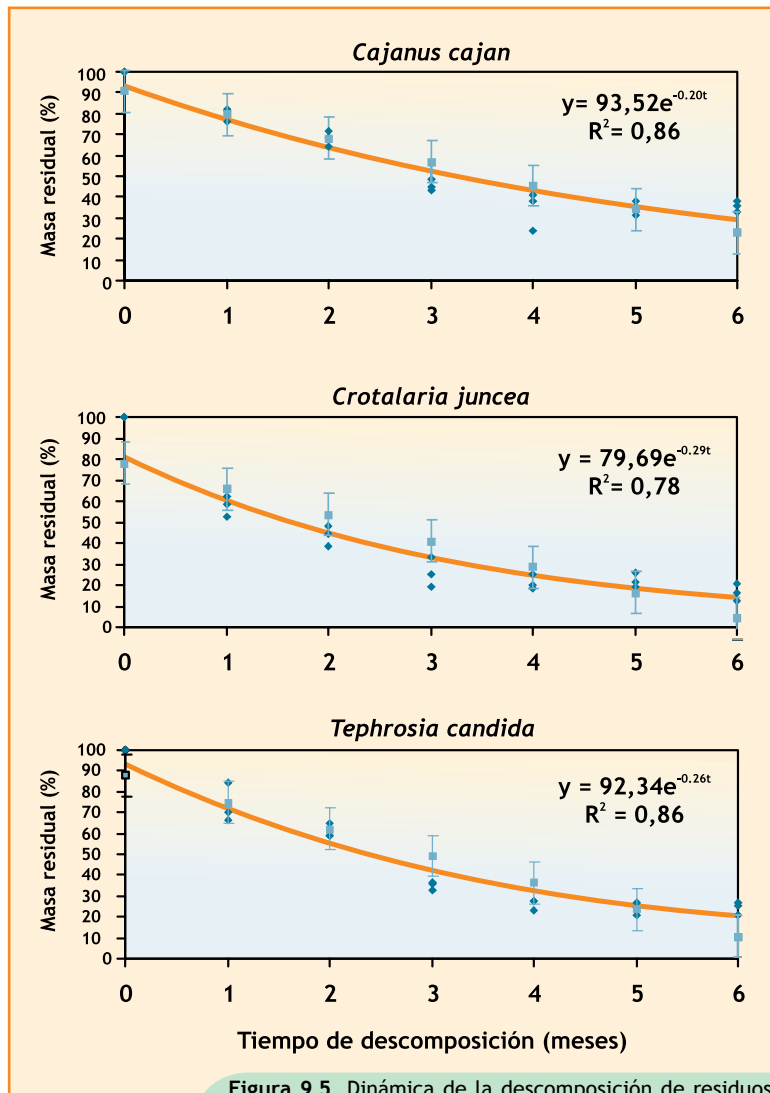 Cajanus cajan
Masa residual (%)
100
90
80
70
60
50
40
30
20
10
0
y= 93,52e^-0.20t
R²= 0,86
0 1 2 3 4 5 6
Crotalaria juncea
Masa residual (%)
100
90
80
70
60
50
40
30
20
10
0
y = 79,69e^-0.29t
R²= 0,78
0 1 2 3 4 5 6
Tephrosia candida
Masa residual (%)
100
90
80
70
60
50
40
30
20
10
0
y = 92,34e^-0.26t
R² = 0,86
0 1 2 3 4 5 6
Tiempo de descomposición (meses)
Figura 9.5 Dinámica de la descomposición de residuos